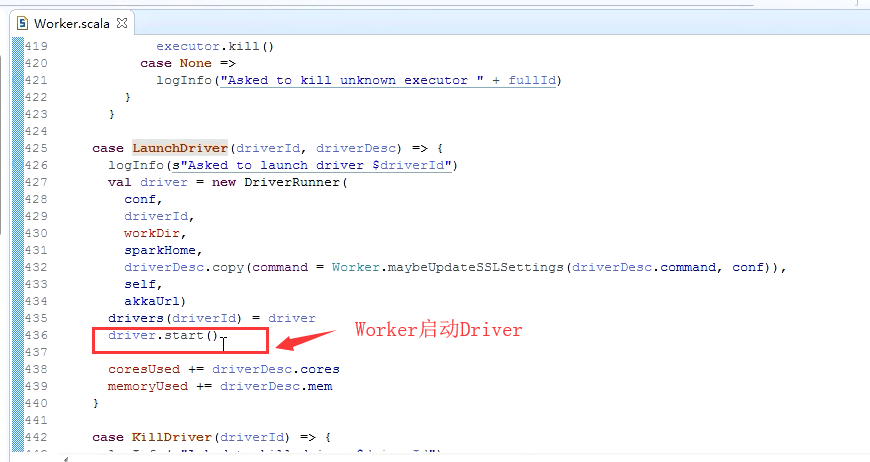 Worker.scala
419 executor.kill()
420 case None =>
421 logInfo("Asked to kill unknown executor " + fullId)
422 }
423 }
424
425 case LaunchDriver(driverId, driverDesc) => {
426 logInfo(s"Asked to launch driver $driverId")
427 val driver = new DriverRunner(
428 conf,
429 driverId,
430 workDir,
431 sparkHome,
432 driverDesc.copy(command = Worker.maybeUpdateSSLSettings(driverDesc.command, conf)),
433 self,
434 akkaUrl)
435 drivers(driverId) = driver
436 driver.start()
Worker启动Driver
437
438 coresUsed += driverDesc.cores
439 memoryUsed += driverDesc.mem
440 }
441
442 case KillDriver(driverId) => {